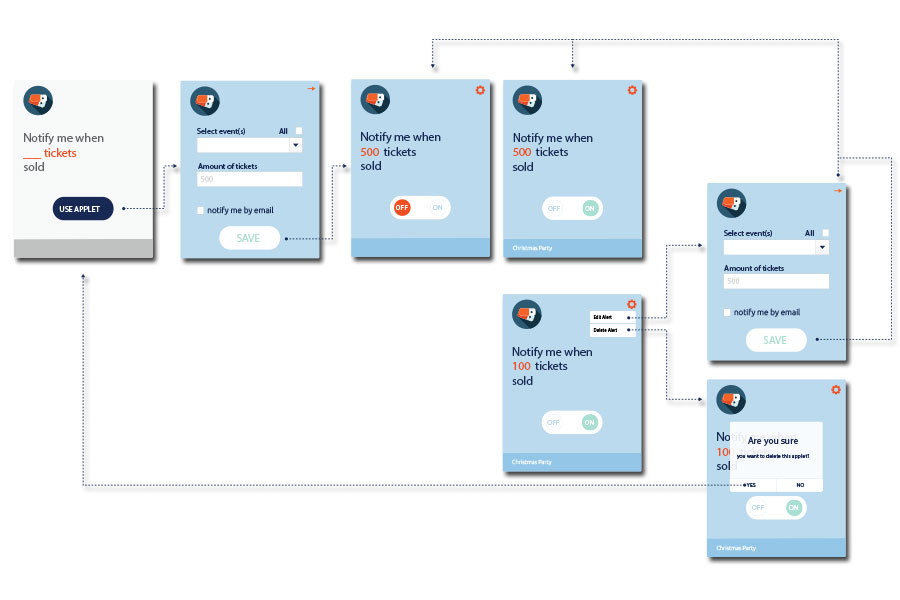 Notify me when
___ tickets
sold
USE APPLET
Select event(s) All
Amount of tickets
500
notify me by email
SAVE
Notify me when
500 tickets
sold
OFF ON
Notify me when
500 tickets
sold
OFF ON
Christmas Party
Edit Alert
Delete Alert
Notify me when
100 tickets
sold
OFF ON
Christmas Party
Select event(s) All
Amount of tickets
500
notify me by email
SAVE
Are you sure
you want to delete this applet?
YES NO
sold
OFF ON
Christmas Party